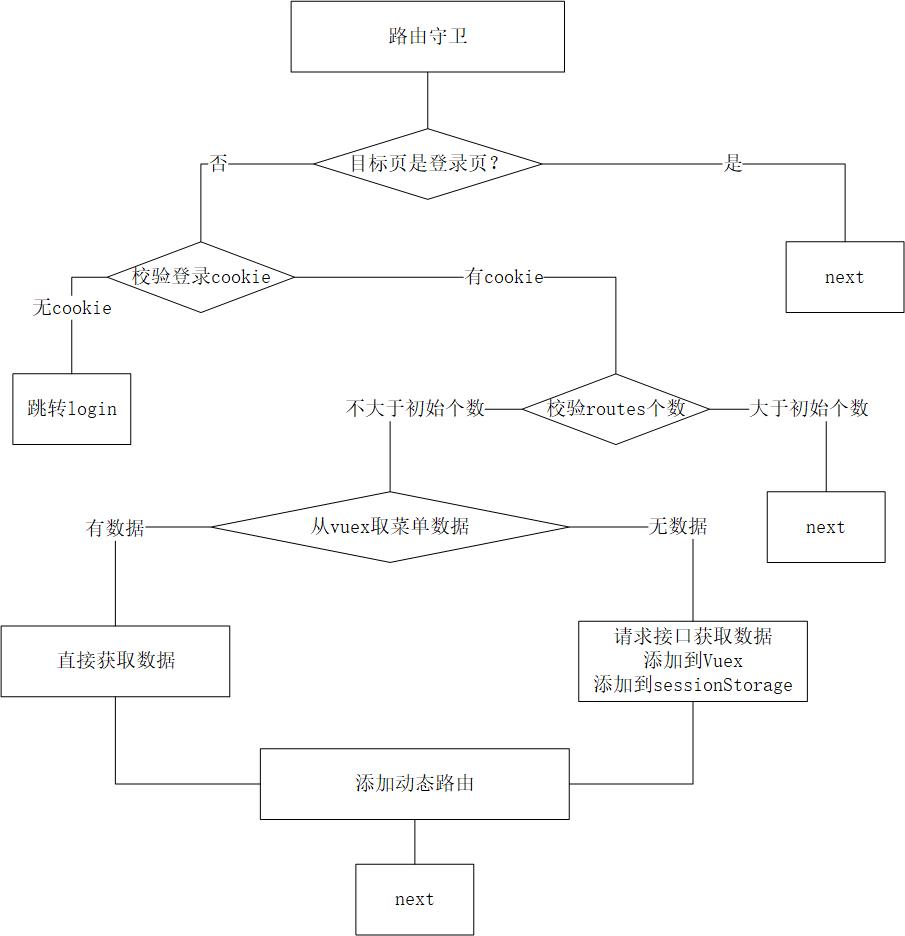 路由守卫
否
目标页是登录页？
是
校验登录cookie
有cookie
next
无cookie
跳转login
不大于初始个数
校验routes个数
大于初始个数
有数据
从vuex取菜单数据
无数据
next
直接获取数据
请求接口获取数据
添加到Vuex
添加到sessionStorage
添加动态路由
next